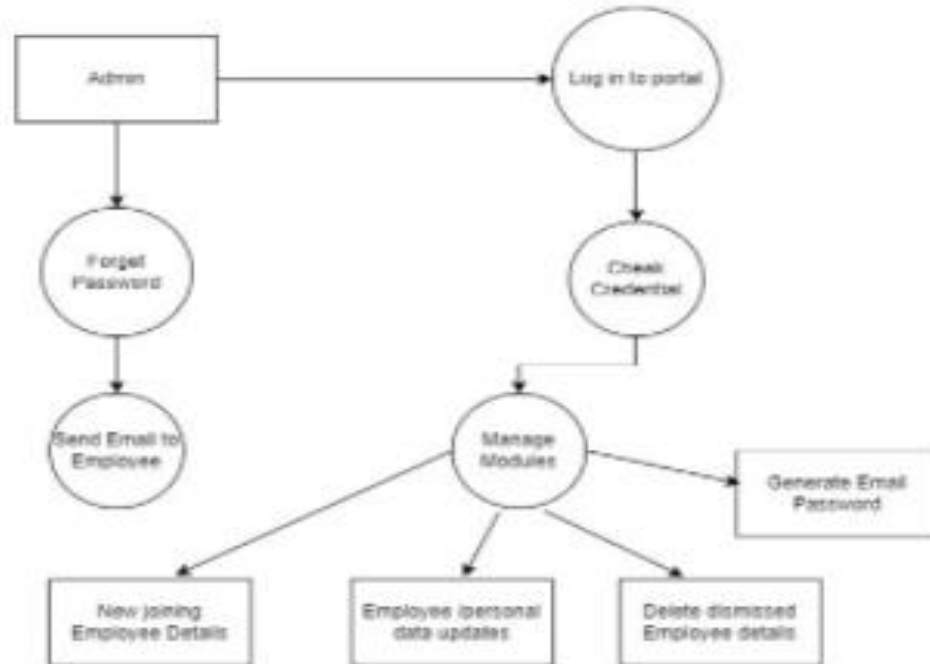 Admin
Log in to portal
Forget
Password
Cheak
Credential
Send Email to
Employee
Manage
Modules
Generate Email
Password
New joining
Employee Details
Employee /personal
data updates
Delete dismissed
Employee details